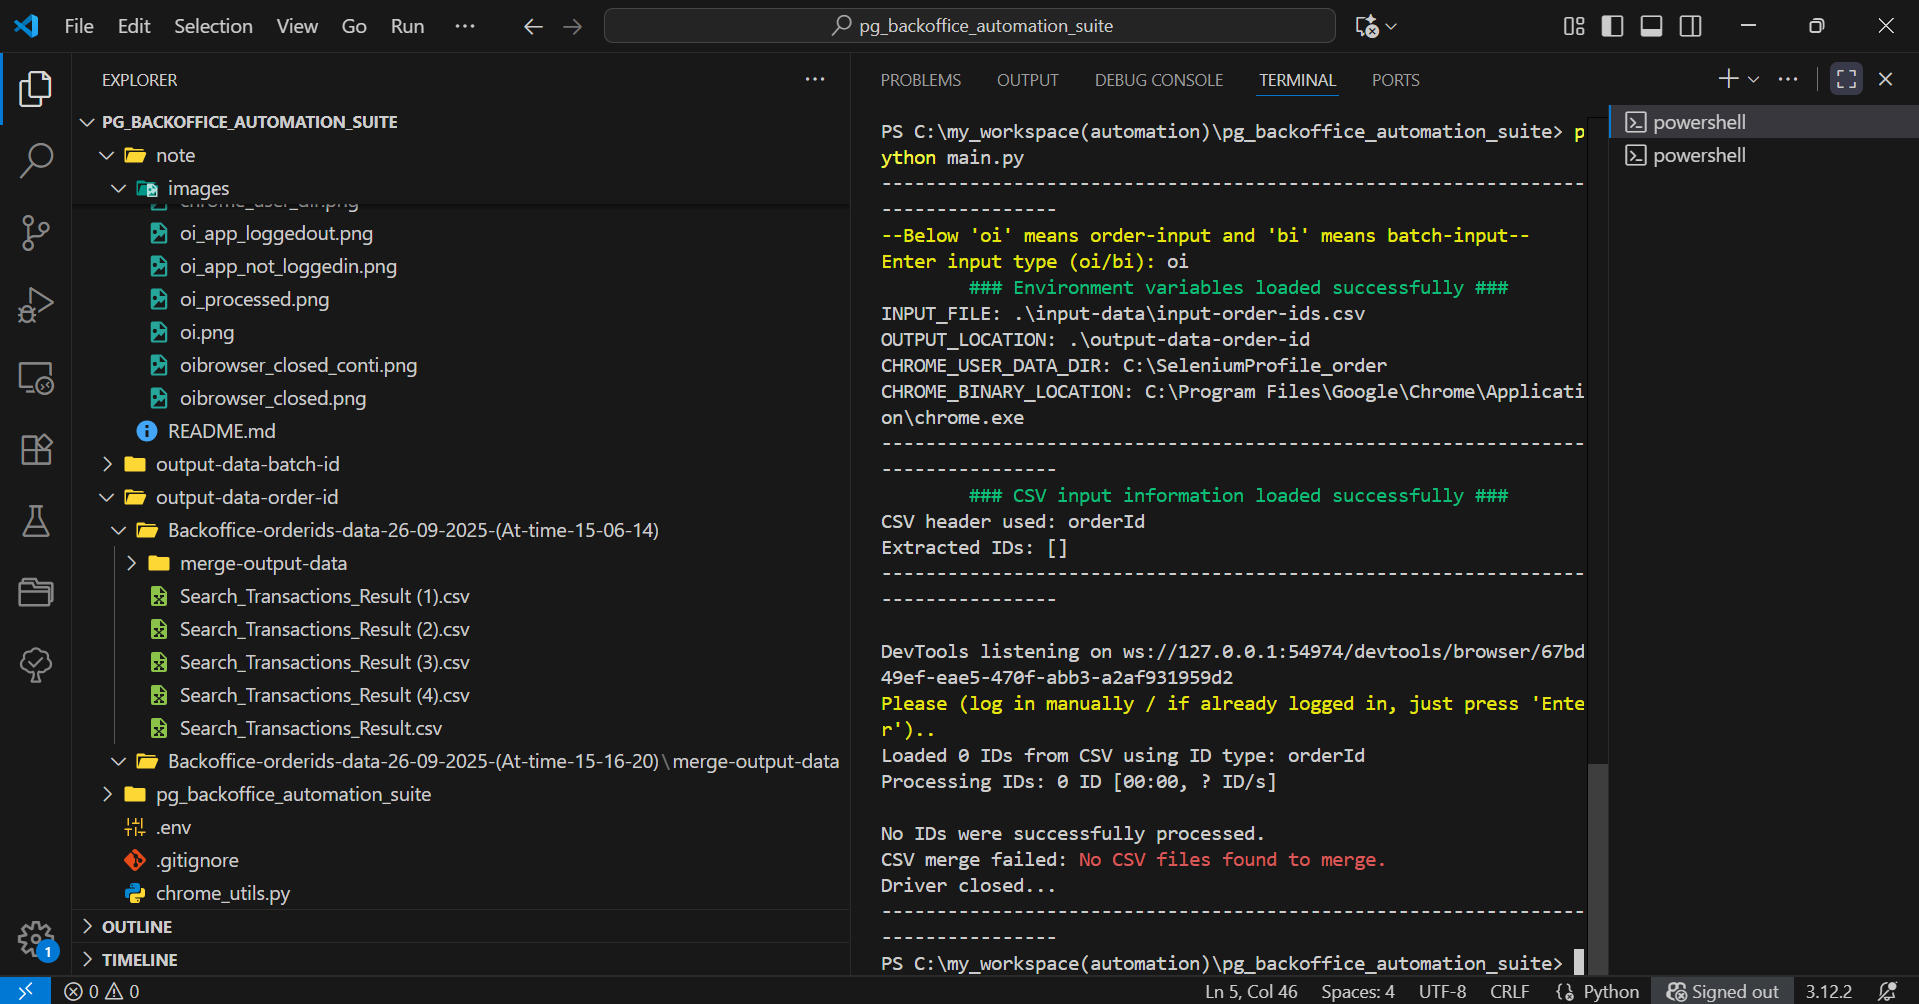 File Edit Selection View Go Run
pg_backoffice_automation_suite
EXPLORER
PG_BACKOFFICE_AUTOMATION_SUITE
note
images
chrome_user_dir.png
oi_app_loggedout.png
oi_app_not_loggedin.png
oi_processed.png
oi.png
oibrowser_closed_conti.png
oibrowser_closed.png
README.md
output-data-batch-id
output-data-order-id
Backoffice-orderids-data-26-09-2025-(At-time-15-06-14)
merge-output-data
Search_Transactions_Result (1).csv
Search_Transactions_Result (2).csv
Search_Transactions_Result (3).csv
Search_Transactions_Result (4).csv
Search_Transactions_Result.csv
Backoffice-orderids-data-26-09-2025-(At-time-15-16-20)\merge-output-data
pg_backoffice_automation_suite
.env
.gitignore
chrome_utils.py
OUTLINE
TIMELINE
1
PROBLEMS OUTPUT DEBUG CONSOLE TERMINAL PORTS
PS C:\my_workspace(automation)\pg_backoffice_automation_suite> p
ython main.py
----------------------------------------------------------------
----------------
--Below 'oi' means order-input and 'bi' means batch-input--
Enter input type (oi/bi): oi
### Environment variables loaded successfully ###
INPUT_FILE: .\input-data\input-order-ids.csv
OUTPUT_LOCATION: .\output-data-order-id
CHROME_USER_DATA_DIR: C:\SeleniumProfile_order
CHROME_BINARY_LOCATION: C:\Program Files\Google\Chrome\Applicati
on\chrome.exe
----------------------------------------------------------------
----------------
### CSV input information loaded successfully ###
CSV header used: orderId
Extracted IDs: []
----------------------------------------------------------------
----------------
DevTools listening on ws://127.0.0.1:54974/devtools/browser/67bd
49ef-eae5-470f-abb3-a2af931959d2
Please (log in manually / if already logged in, just press 'Ente
r')..
Loaded 0 IDs from CSV using ID type: orderId
Processing IDs: 0 ID [00:00, ? ID/s]
No IDs were successfully processed.
CSV merge failed: No CSV files found to merge.
Driver closed...
----------------------------------------------------------------
----------------
PS C:\my_workspace(automation)\pg_backoffice_automation_suite>
powershell
powershell
0 0
Ln 5, Col 46 Spaces: 4 UTF-8 CRLF Python Signed out 3.12.2